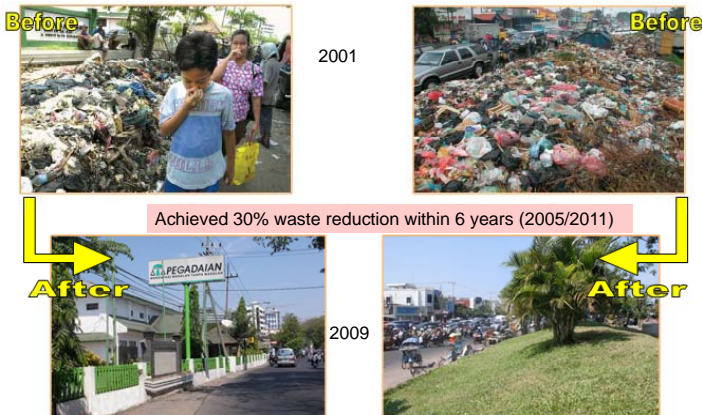 Before
2001
Before
Achieved 30% waste reduction within 6 years (2005/2011)
PEGADAIAN
After
2009
After